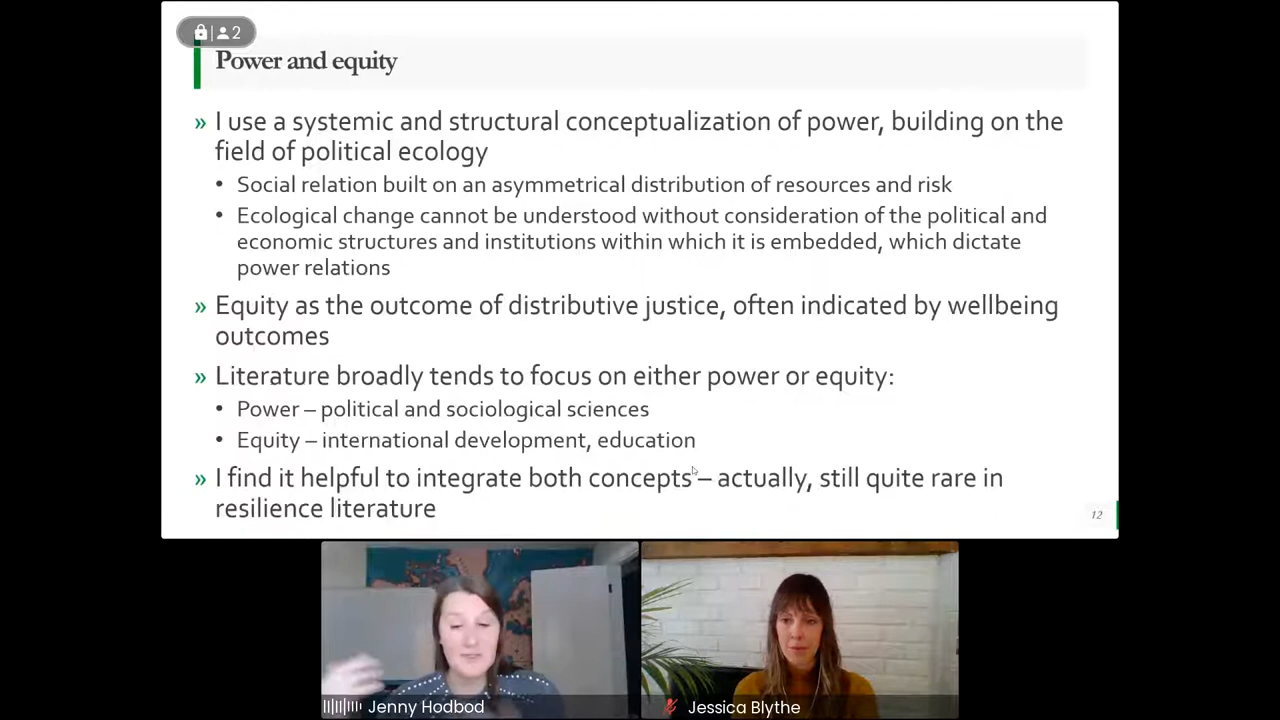 2
Power and equity
» I use a systemic and structural conceptualization of power, building on the
field of political ecology
• Social relation built on an asymmetrical distribution of resources and risk
• Ecological change cannot be understood without consideration of the political and
economic structures and institutions within which it is embedded, which dictate
power relations
» Equity as the outcome of distributive justice, often indicated by wellbeing
outcomes
» Literature broadly tends to focus on either power or equity:
• Power – political and sociological sciences
• Equity – international development, education
» I find it helpful to integrate both concepts – actually, still quite rare in
resilience literature
12
Jenny Hodbod
Jessica Blythe